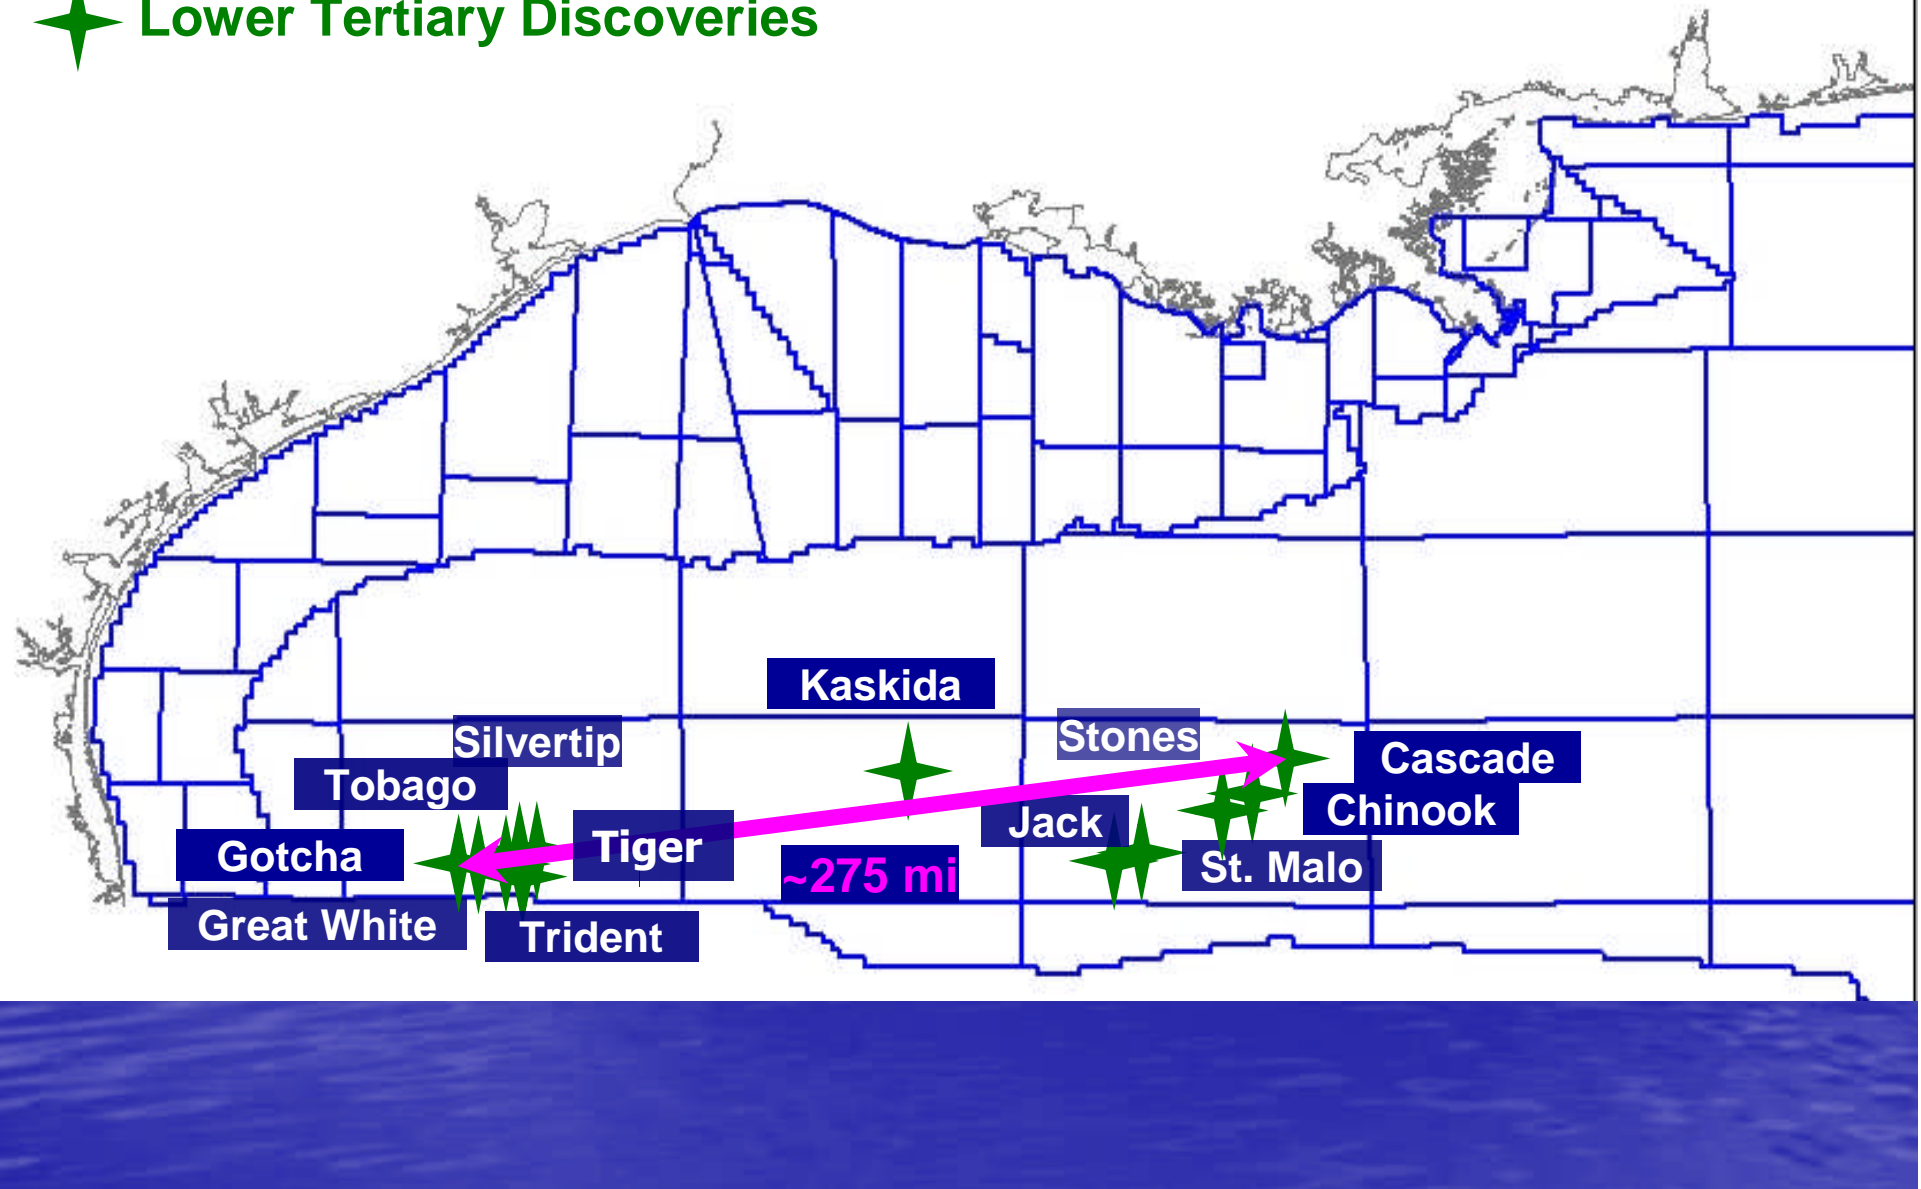 Lower Tertiary Discoveries
Kaskida
Silvertip
Stones
Tobago
Cascade
Chinook
Jack
Tiger
Gotcha
~275 mi
St. Malo
Great White
Trident